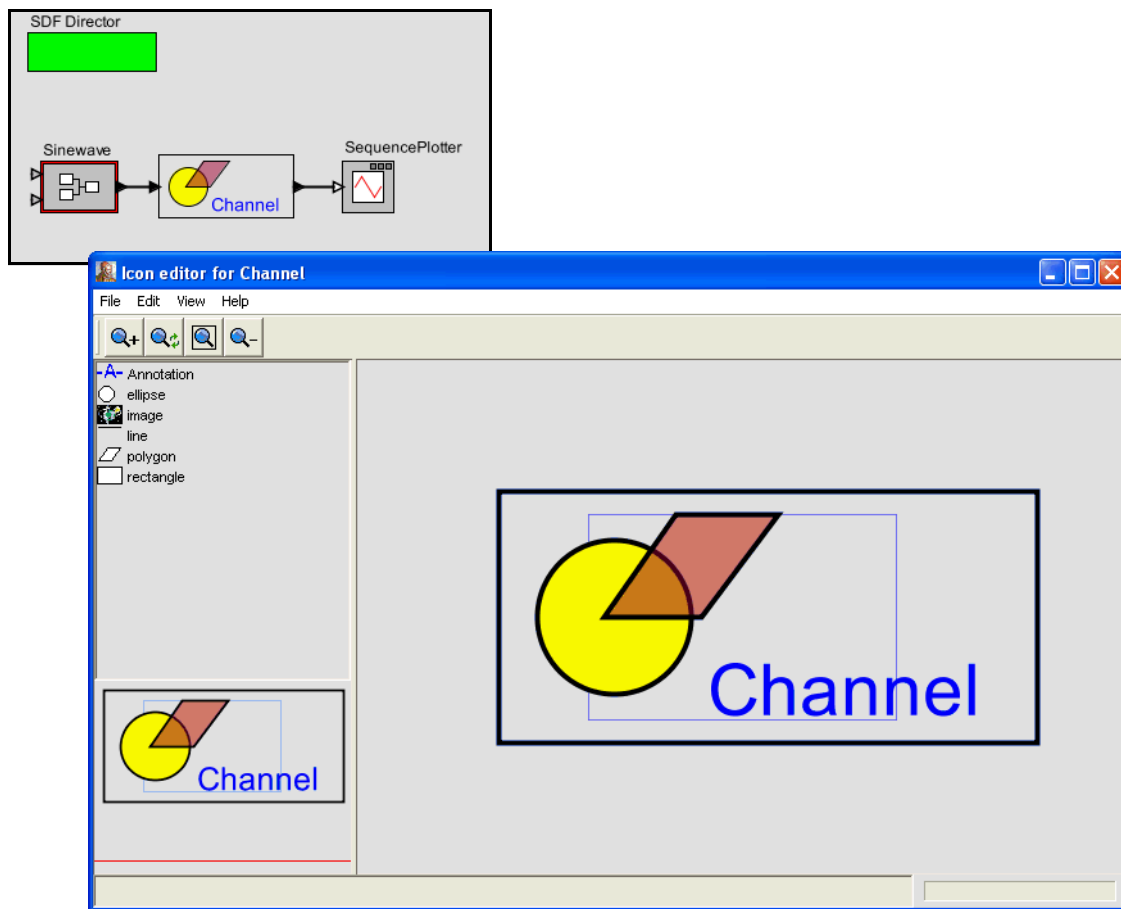 SDF Director
Sinewave
SequencePlotter
Channel
Icon editor for Channel
File Edit View Help
-A- Annotation
ellipse
image
line
polygon
rectangle
Channel
Channel